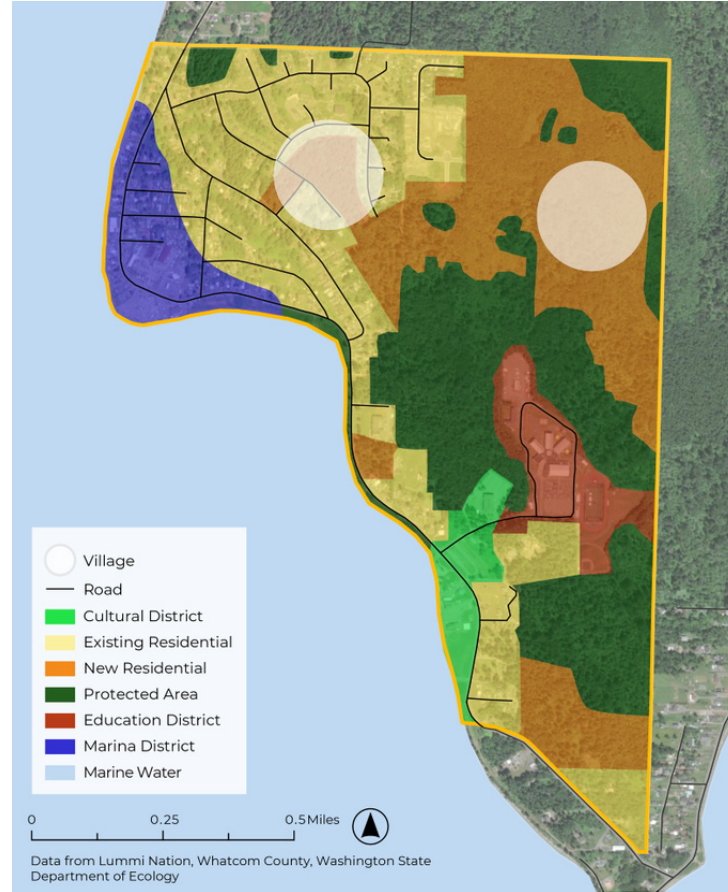 Village
Road
Cultural District
Existing Residential
New Residential
Protected Area
Education District
Marina District
Marine Water
0 0.25 0.5 Miles
Data from Lummi Nation, Whatcom County, Washington State
Department of Ecology